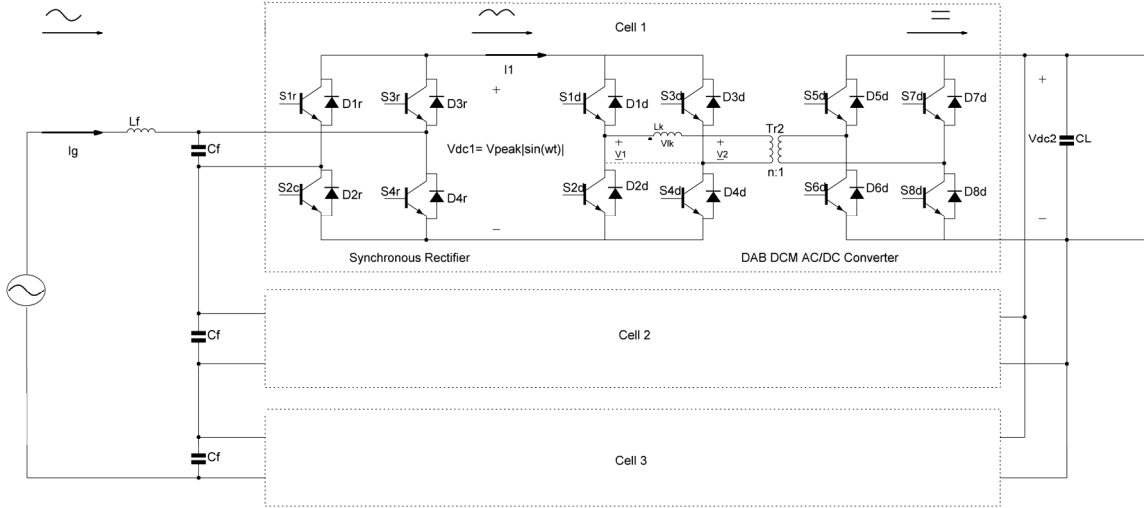 Cell 1
I1
S1r
D1r
S3r
D3r
S1d
D1d
S3d
D3d
S5d
D5d
S7d
D7d
Lf
Ig
Cf
+
Vdc1= Vpeak|sin(wt)|
+
V1
Lk
Vlk
+
V2
Tr2
n:1
+
Vdc2
CL
S2c
D2r
S4r
D4r
S2d
D2d
S4d
D4d
S6d
D6d
S8d
D8d
Synchronous Rectifier
DAB DCM AC/DC Converter
Cf
Cell 2
Cf
Cell 3